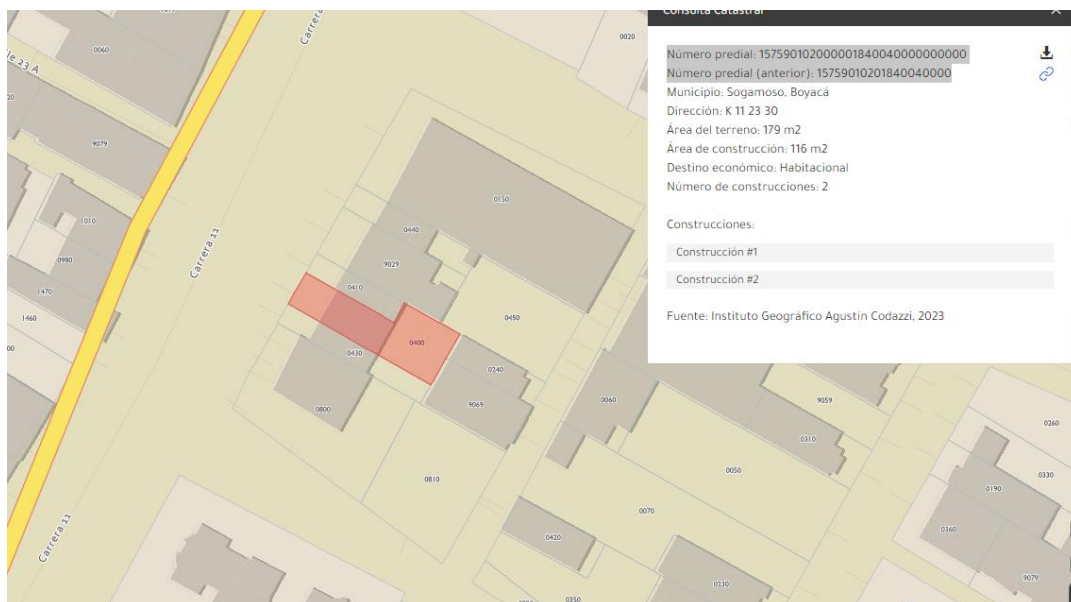 Consulta Catastral
Número predial: 157590102000001840040000000000
Número predial (anterior): 15759010201840040000
Municipio: Sogamoso, Boyacá
Dirección: K 11 23 30
Área del terreno: 179 m2
Área de construcción: 116 m2
Destino económico: Habitacional
Número de construcciones: 2
Construcciones:
Construcción #1
Construcción #2
Fuente: Instituto Geográfico Agustín Codazzi, 2023
Carrera
Carrera 11
Carrera 11
0060
0020
20
9079
1010
0980
1470
1460
00
0150
0440
9029
0410
0450
0400
0430
0240
0800
9069
0060
9059
0310
0260
0810
0050
0330
0190
0070
0360
0420
0330
9079
0350